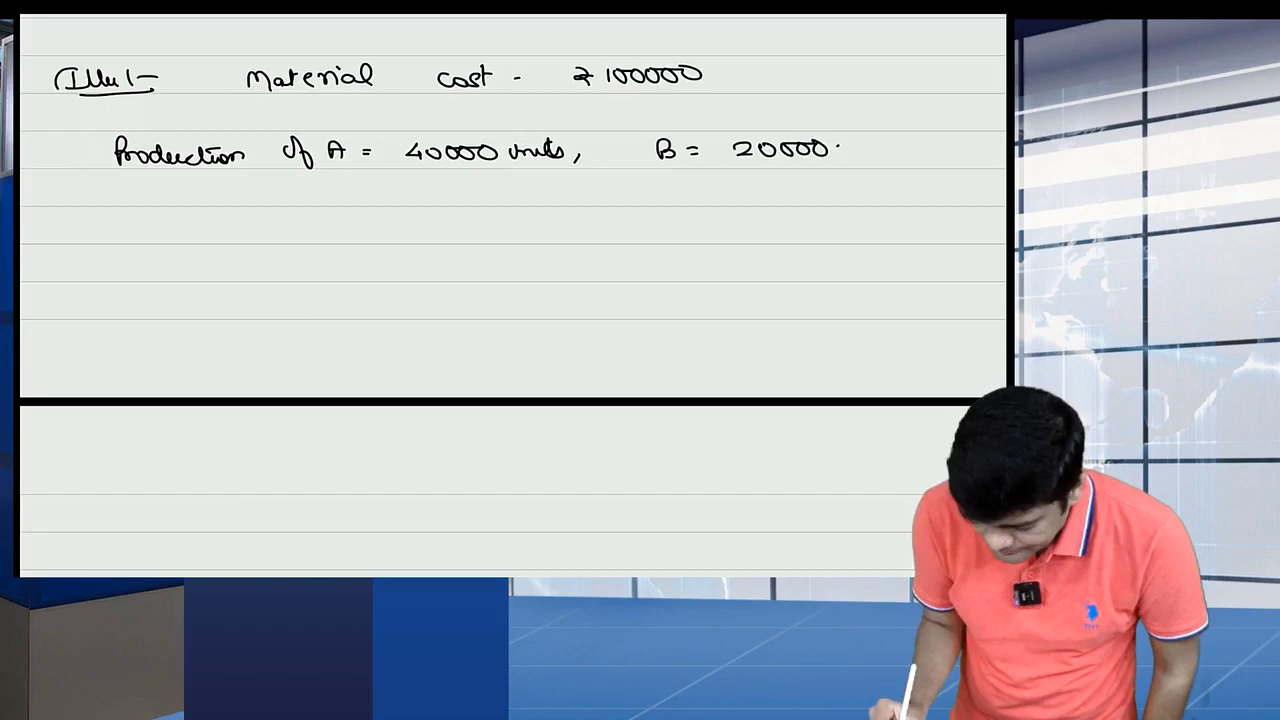 Illu 1-   Material cost - ₹ 100000
Production of A = 40000 units,   B = 20000.